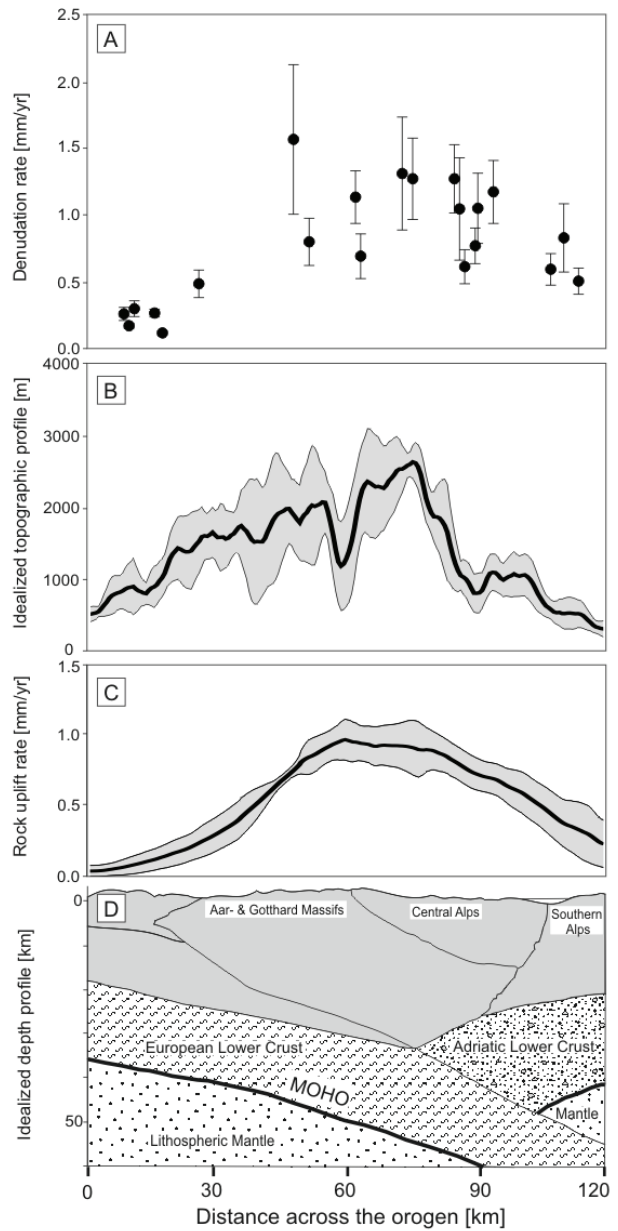 A
Denudation rate [mm/yr]
2.5
2.0
1.5
1.0
0.5
0.0
B
Idealized topographic profile [m]
4000
3000
2000
1000
0
C
Rock uplift rate [mm/yr]
1.5
1.0
0.5
0.0
D
Idealized depth profile [km]
0
50
Aar- & Gotthard Massifs
Central Alps
Southern
Alps
European Lower Crust
Adriatic Lower Crust
MOHO
Mantle
Lithospheric Mantle
0
30
60
90
120
Distance across the orogen [km]